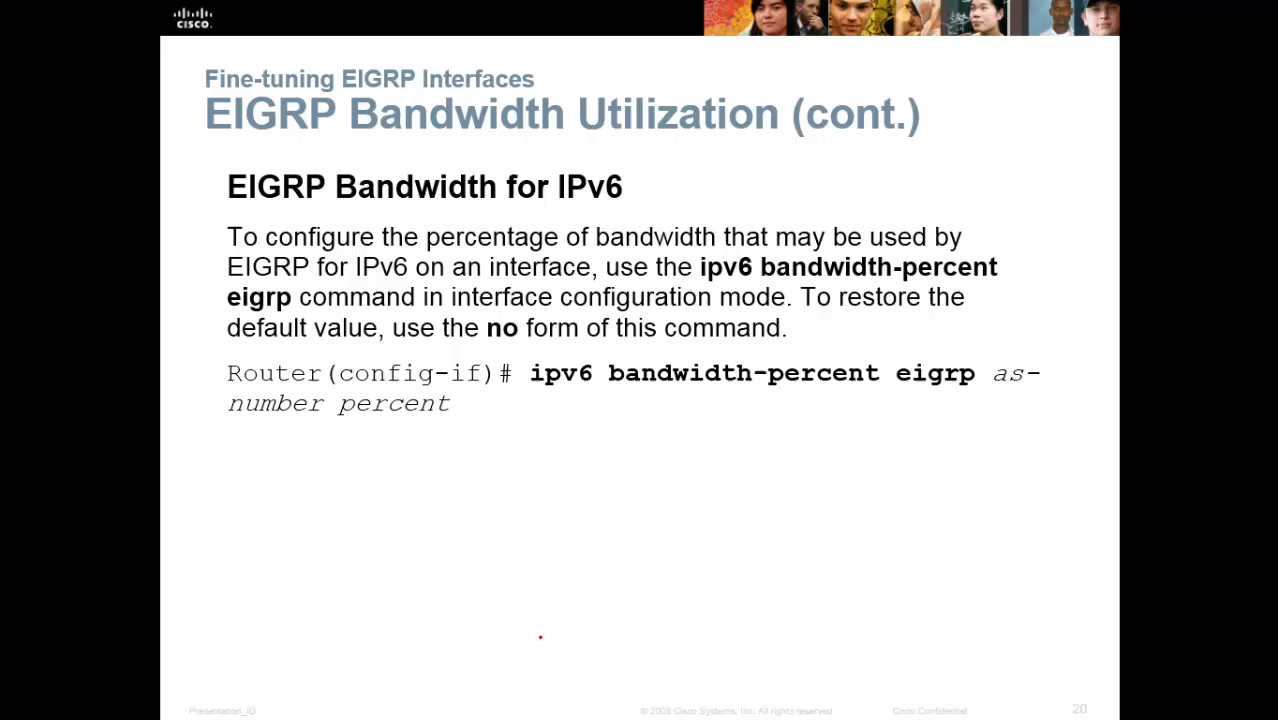 CISCO.
Fine-tuning EIGRP Interfaces
EIGRP Bandwidth Utilization (cont.)
EIGRP Bandwidth for IPv6
To configure the percentage of bandwidth that may be used by
EIGRP for IPv6 on an interface, use the ipv6 bandwidth-percent
eigrp command in interface configuration mode. To restore the
default value, use the no form of this command.
Router(config-if)# ipv6 bandwidth-percent eigrp as-
number percent
Presentation_ID
© 2008 Cisco Systems, Inc. All rights reserved.
Cisco Confidential
20